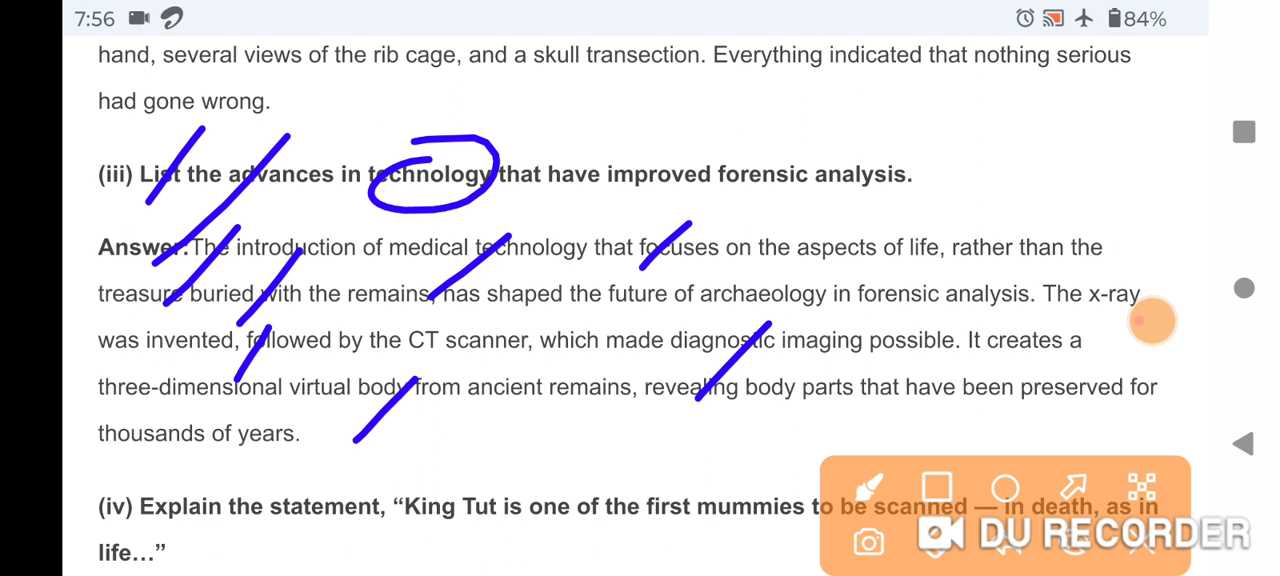 7:56
84%
hand, several views of the rib cage, and a skull transection. Everything indicated that nothing serious
had gone wrong.
(iii) List the advances in technology that have improved forensic analysis.
Answer:The introduction of medical technology that focuses on the aspects of life, rather than the
treasure buried with the remains, has shaped the future of archaeology in forensic analysis. The x-ray
was invented, followed by the CT scanner, which made diagnostic imaging possible. It creates a
three-dimensional virtual body from ancient remains, revealing body parts that have been preserved for
thousands of years.
(iv) Explain the statement, “King Tut is one of the first mummies to be scanned — in death, as in
life…”
DU RECORDER